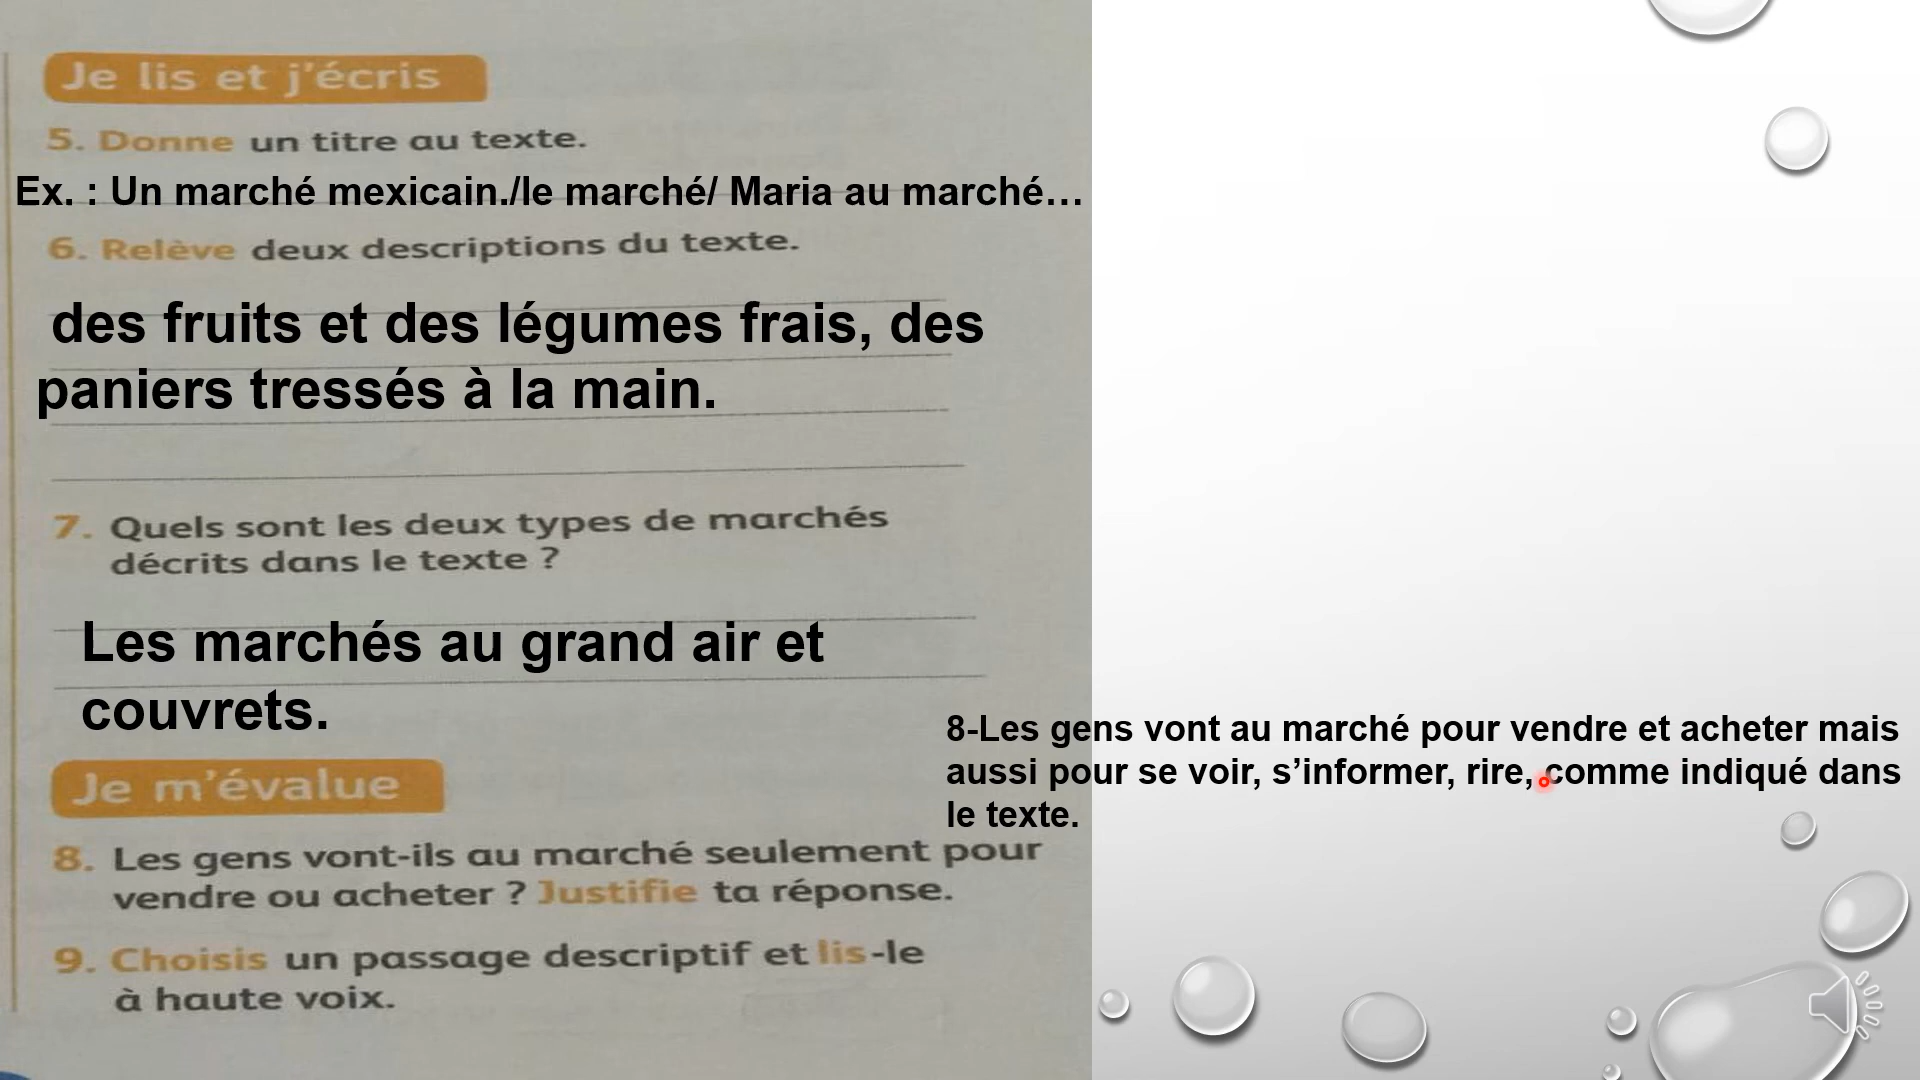 Je lis et j'écris
5. Donne un titre au texte.
Ex. : Un marché mexicain./le marché/ Maria au marché…
6. Relève deux descriptions du texte.
des fruits et des légumes frais, des
paniers tressés à la main.
7. Quels sont les deux types de marchés
décrits dans le texte ?
Les marchés au grand air et
couvrets.
8-Les gens vont au marché pour vendre et acheter mais
aussi pour se voir, s’informer, rire, comme indiqué dans
le texte.
Je m'évalue
8. Les gens vont-ils au marché seulement pour
vendre ou acheter ? Justifie ta réponse.
9. Choisis un passage descriptif et lis-le
à haute voix.